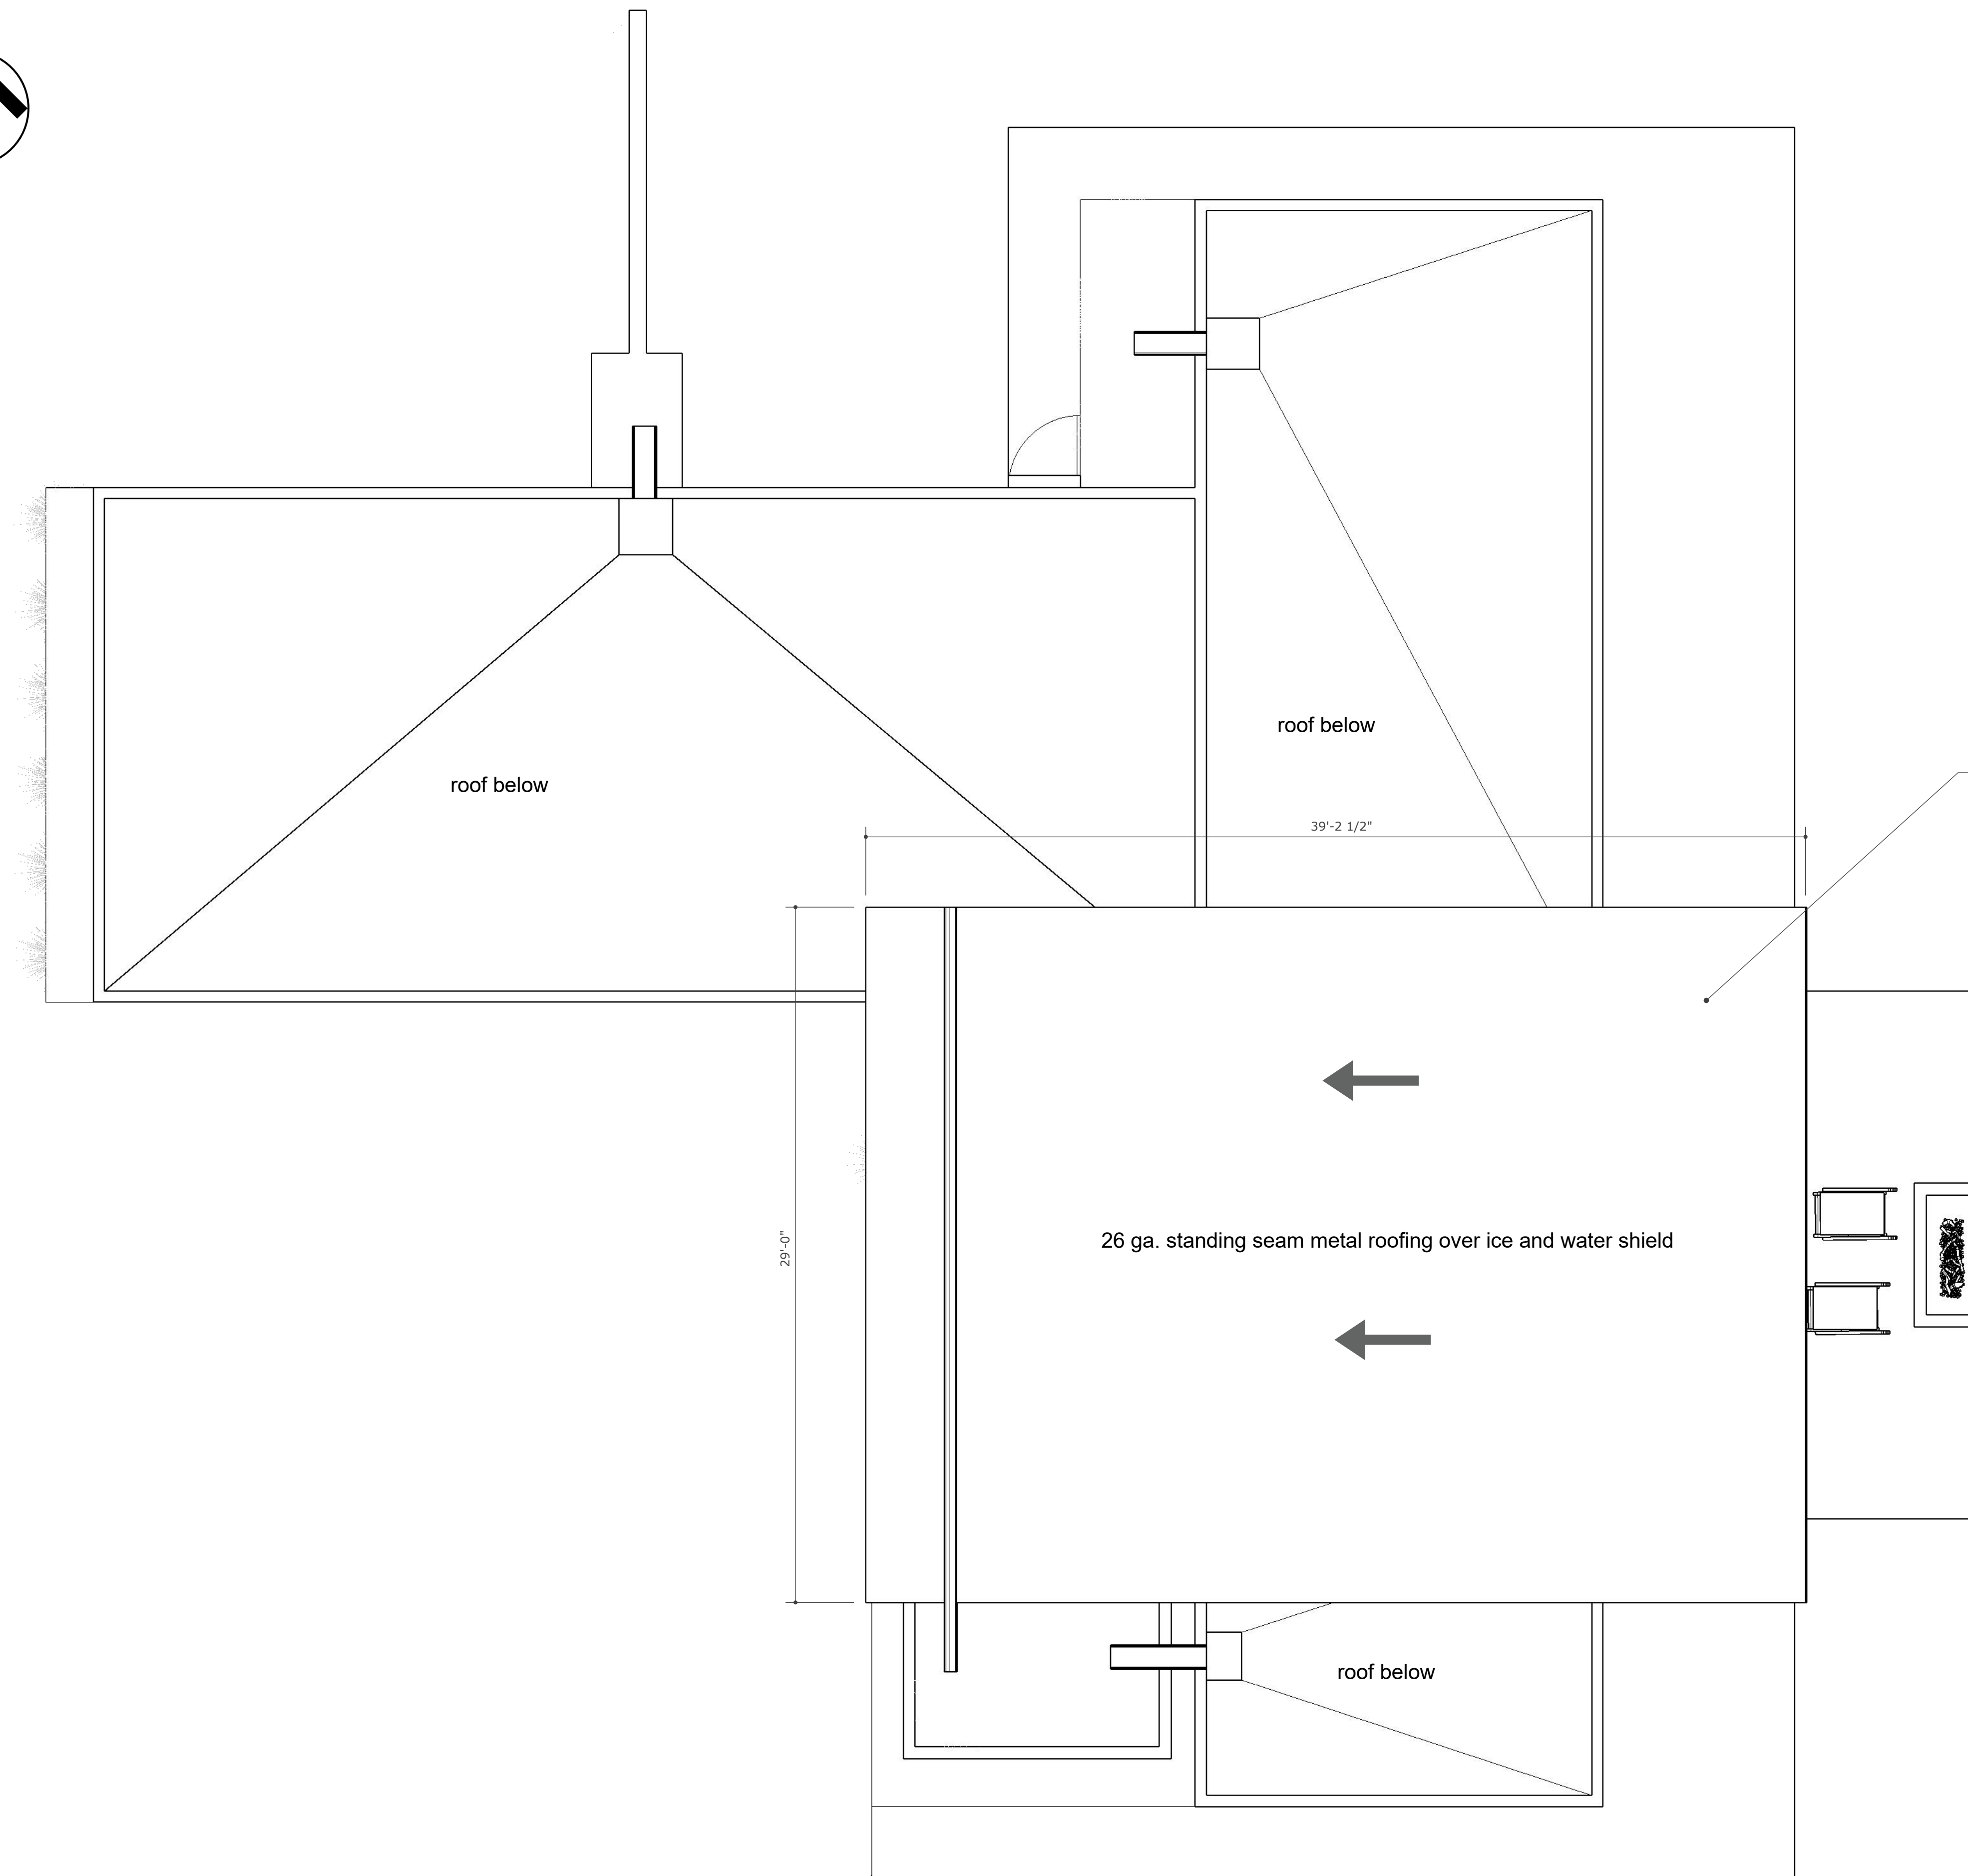 roof below
roof below
39'-2 1/2"
29'-0"
26 ga. standing seam metal roofing over ice and water shield
roof below